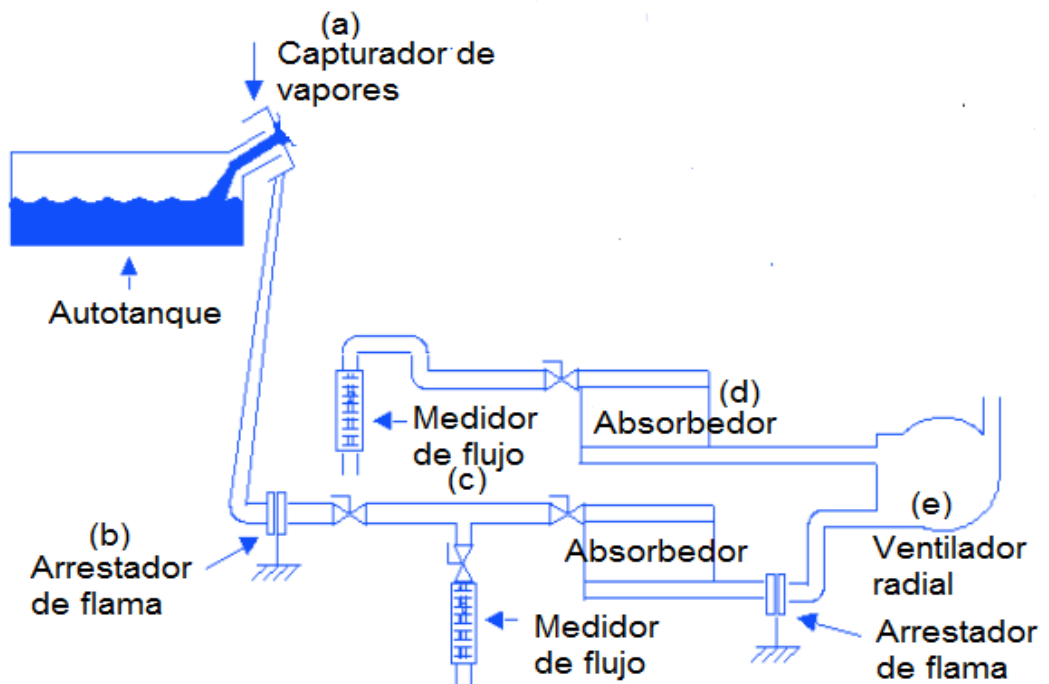 (a)
Capturador de
vapores
Autotanque
(d)
Absorbedor
Medidor
de flujo
(c)
(b)
Arrestador
de flama
Absorbedor
(e)
Ventilador
radial
Medidor
de flujo
Arrestador
de flama